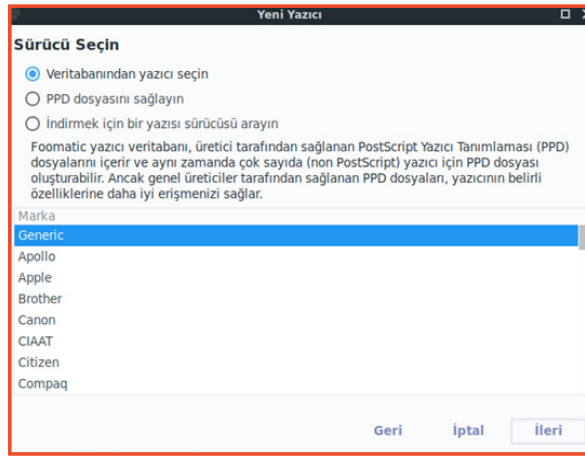 Yeni Yazıcı
Sürücü Seçin
Veritabanından yazıcı seçin
PPD dosyasını sağlayın
İndirmek için bir yazısı sürücüsü arayın
Foomatic yazıcı veritabanı, üretici tarafından sağlanan PostScript Yazıcı Tanımlaması (PPD)
dosyalarını içerir ve aynı zamanda çok sayıda (non PostScript) yazıcı için PPD dosyası
oluşturabilir. Ancak genel üreticiler tarafından sağlanan PPD dosyaları, yazıcının belirli
özelliklerine daha iyi erişmenizi sağlar.
Marka
Generic
Apollo
Apple
Brother
Canon
CIAAT
Citizen
Compaq
Geri İptal İleri